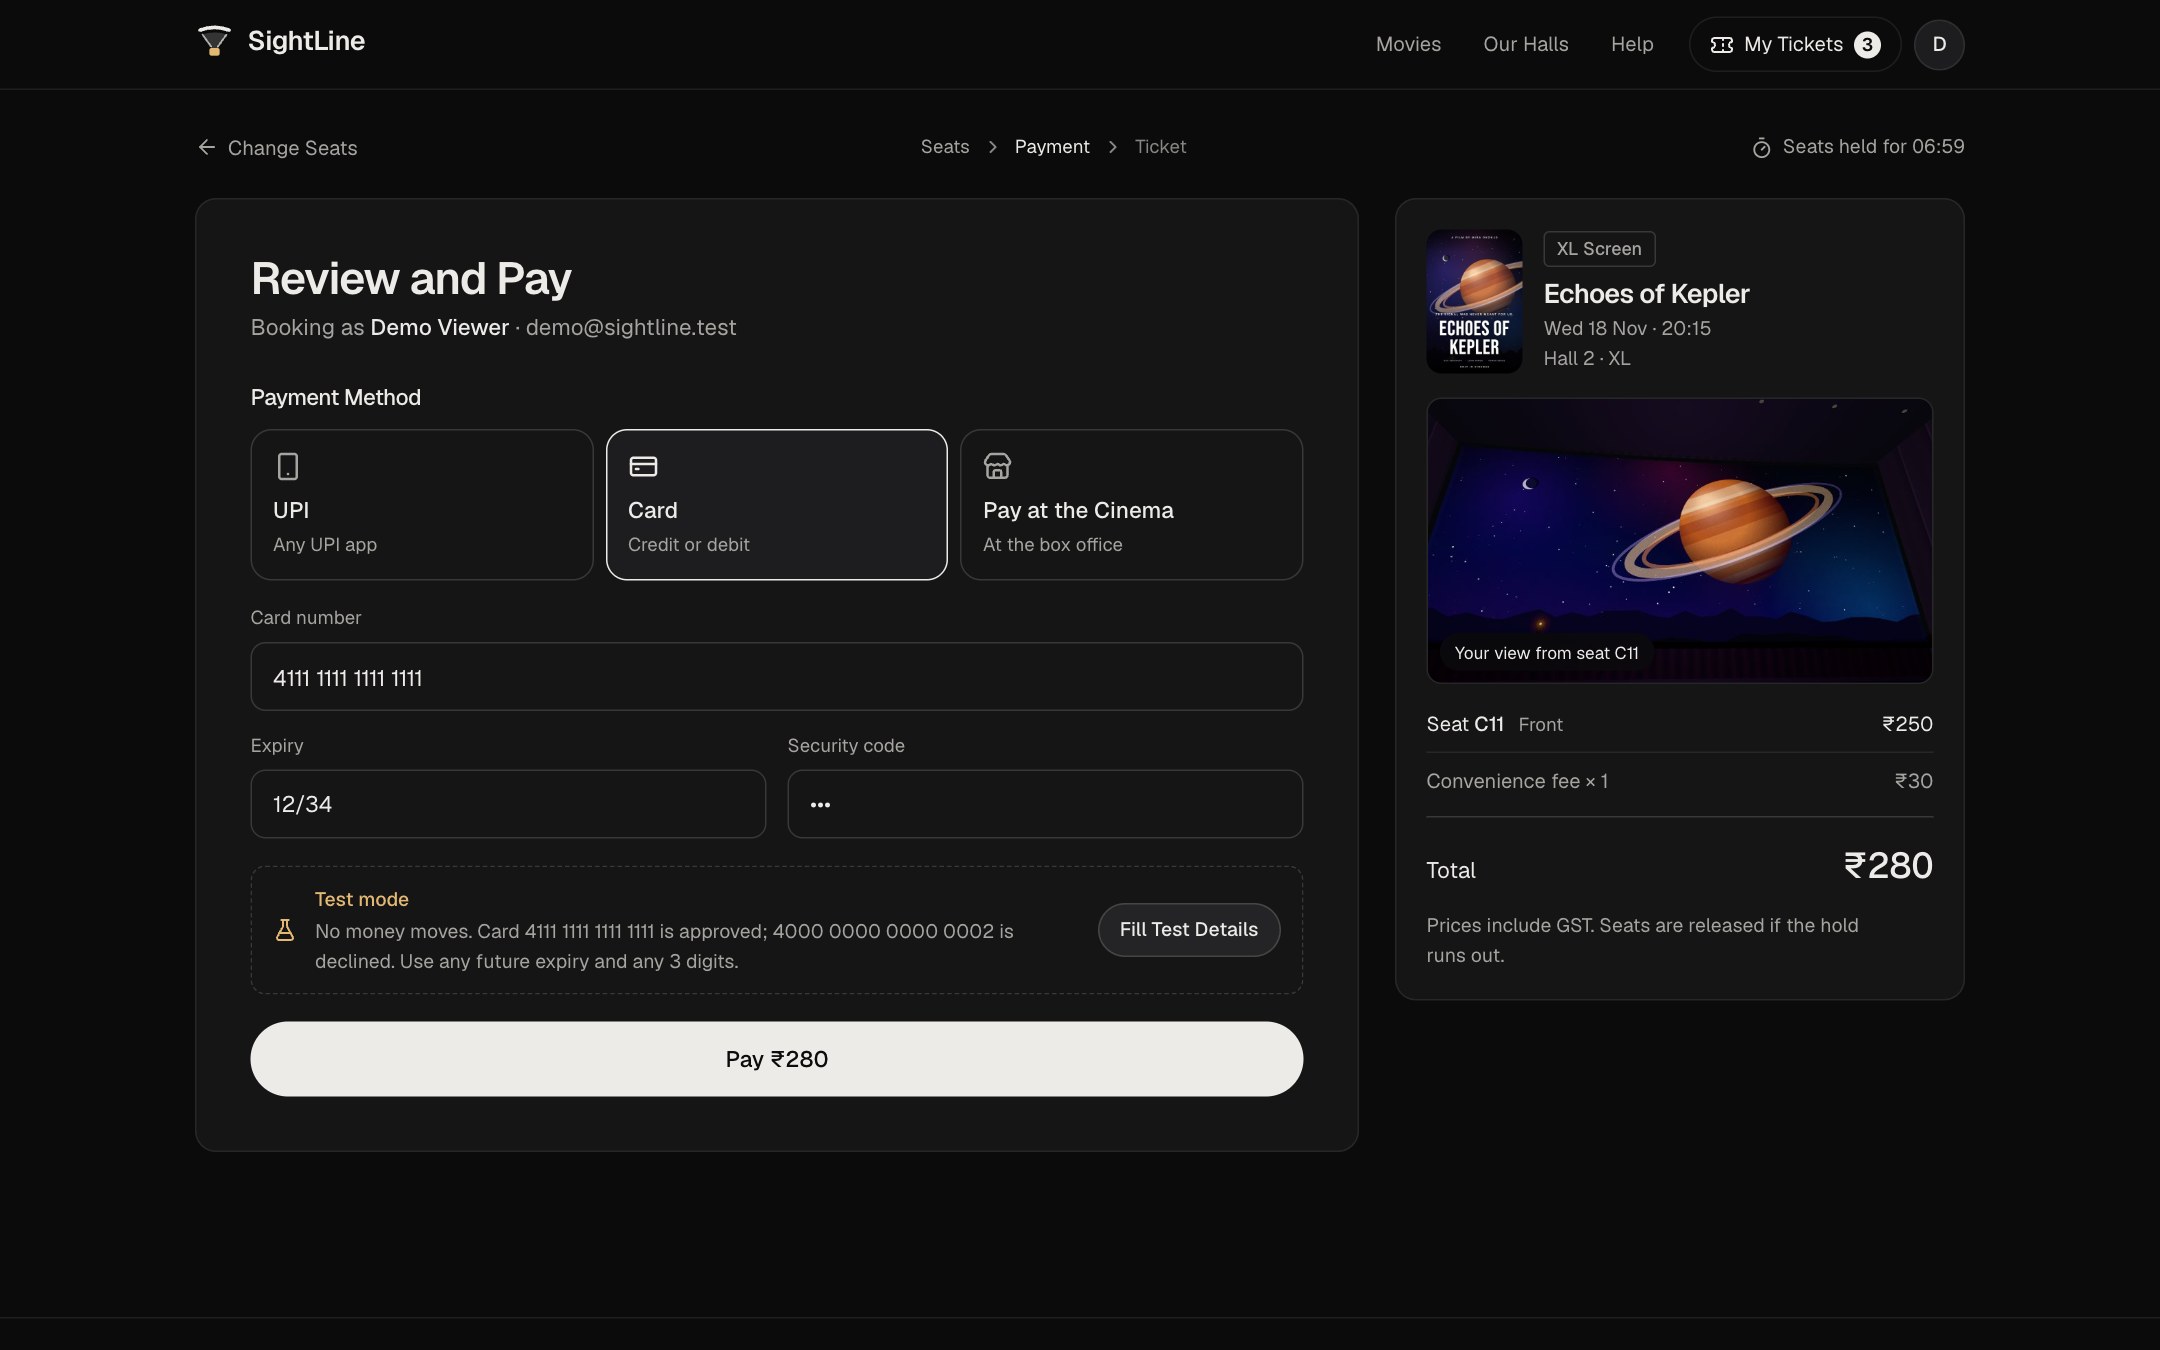 SightLine
Movies
Our Halls
Help
My Tickets 3
D
Change Seats
Seats > Payment > Ticket
Seats held for 06:59
Review and Pay
Booking as Demo Viewer · demo@sightline.test
Payment Method
UPI
Any UPI app
Card
Credit or debit
Pay at the Cinema
At the box office
Card number
4111 1111 1111 1111
Expiry
12/34
Security code
•••
Test mode
No money moves. Card 4111 1111 1111 1111 is approved; 4000 0000 0000 0002 is
declined. Use any future expiry and any 3 digits.
Fill Test Details
Pay ₹280
ECHOES OF
KEPLER
XL Screen
Echoes of Kepler
Wed 18 Nov · 20:15
Hall 2 · XL
Your view from seat C11
Seat C11 Front ₹250
Convenience fee × 1 ₹30
Total ₹280
Prices include GST. Seats are released if the hold
runs out.